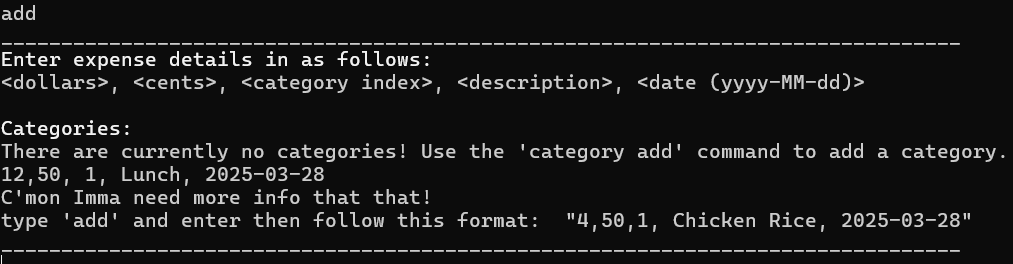 add
________________________________________________________________________________
Enter expense details in as follows:
<dollars>, <cents>, <category index>, <description>, <date (yyyy-MM-dd)>
Categories:
There are currently no categories! Use the 'category add' command to add a category.
12,50, 1, Lunch, 2025-03-28
C'mon Imma need more info that that!
type 'add' and enter then follow this format:  "4,50,1, Chicken Rice, 2025-03-28"
________________________________________________________________________________